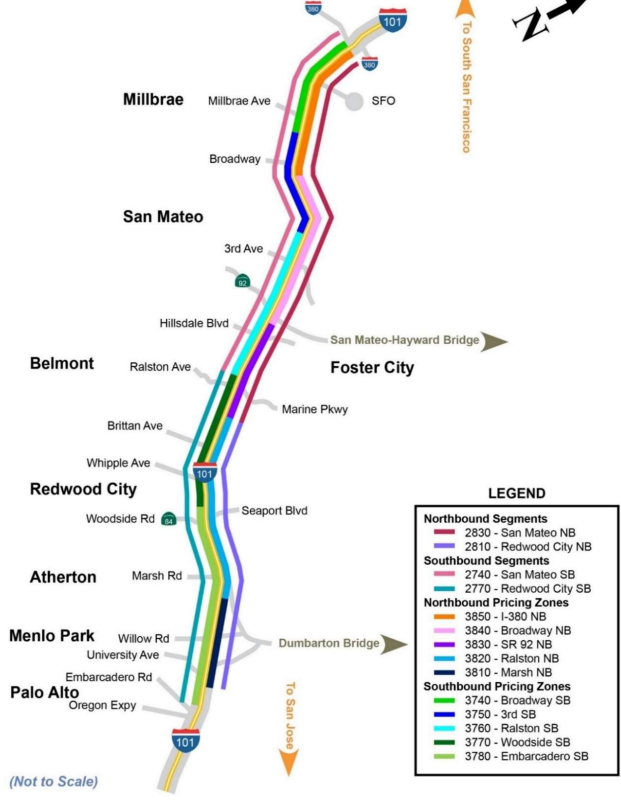 380
101
N
To South San Francisco
380
Millbrae
Millbrae Ave
SFO
Broadway
San Mateo
3rd Ave
92
Hillsdale Blvd
San Mateo-Hayward Bridge
Belmont
Ralston Ave
Foster City
Marine Pkwy
Brittan Ave
Whipple Ave
101
Redwood City
Woodside Rd
84
Seaport Blvd
Atherton
Marsh Rd
Menlo Park
Willow Rd
Dumbarton Bridge
University Ave
Embarcadero Rd
Palo Alto
Oregon Expy
To San Jose
101
(Not to Scale)
LEGEND
Northbound Segments
2830 - San Mateo NB
2810 - Redwood City NB
Southbound Segments
2740 - San Mateo SB
2770 - Redwood City SB
Northbound Pricing Zones
3850 - I-380 NB
3840 - Broadway NB
3830 - SR 92 NB
3820 - Ralston NB
3810 - Marsh NB
Southbound Pricing Zones
3740 - Broadway SB
3750 - 3rd SB
3760 - Ralston SB
3770 - Woodside SB
3780 - Embarcadero SB